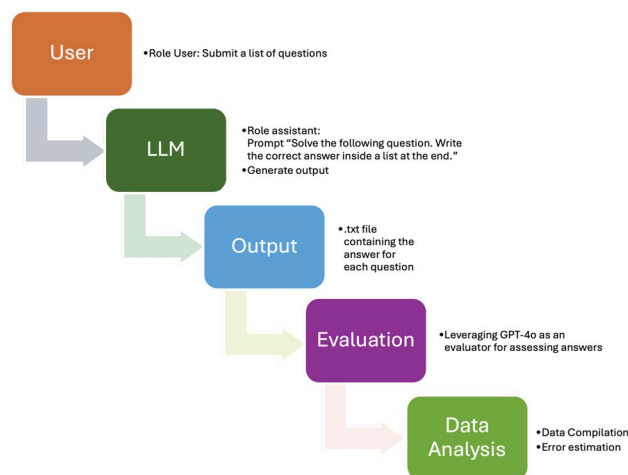 User
•Role User: Submit a list of questions
LLM
•Role assistant:
Prompt “Solve the following question. Write
the correct answer inside a list at the end.”
•Generate output
Output
•.txt file
containing the
answer for
each question
Evaluation
•Leveraging GPT-4o as an
evaluator for assessing answers
Data
Analysis
•Data Compilation
•Error estimation